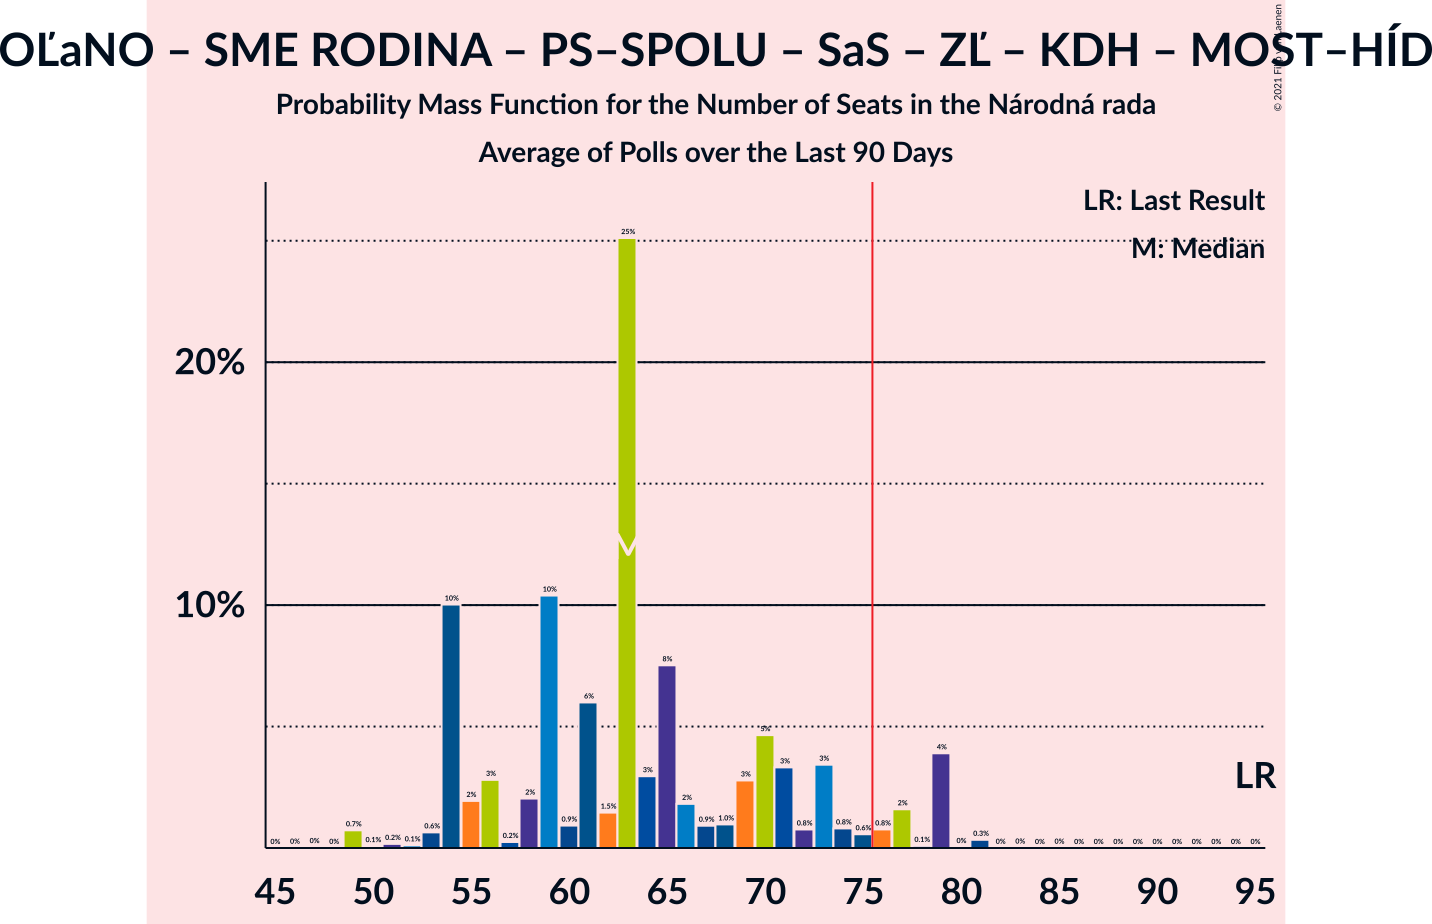 OĽaNO – SME RODINA – PS–SPOLU – SaS – ZĽ – KDH – MOST–HÍD
Probability Mass Function for the Number of Seats in the Národná rada
Average of Polls over the Last 90 Days
© 2021
LR: Last Result
M: Median
25%
20%
10%
0% 0% 0% 0% 0.7% 0.1% 0.2% 0.1% 0.6% 10% 2% 3% 0.2% 2% 10% 0.9% 6% 1.5% 3% 8% 2% 0.9% 1.0% 3% 5% 3% 0.8% 3% 0.8% 0.6% 0.8% 2% 0.1% 4% 0% 0.3% 0% 0% 0% 0% 0% 0% 0% 0% 0% 0% 0% 0% 0% 0%
M
LR
45 50 55 60 65 70 75 80 85 90 95